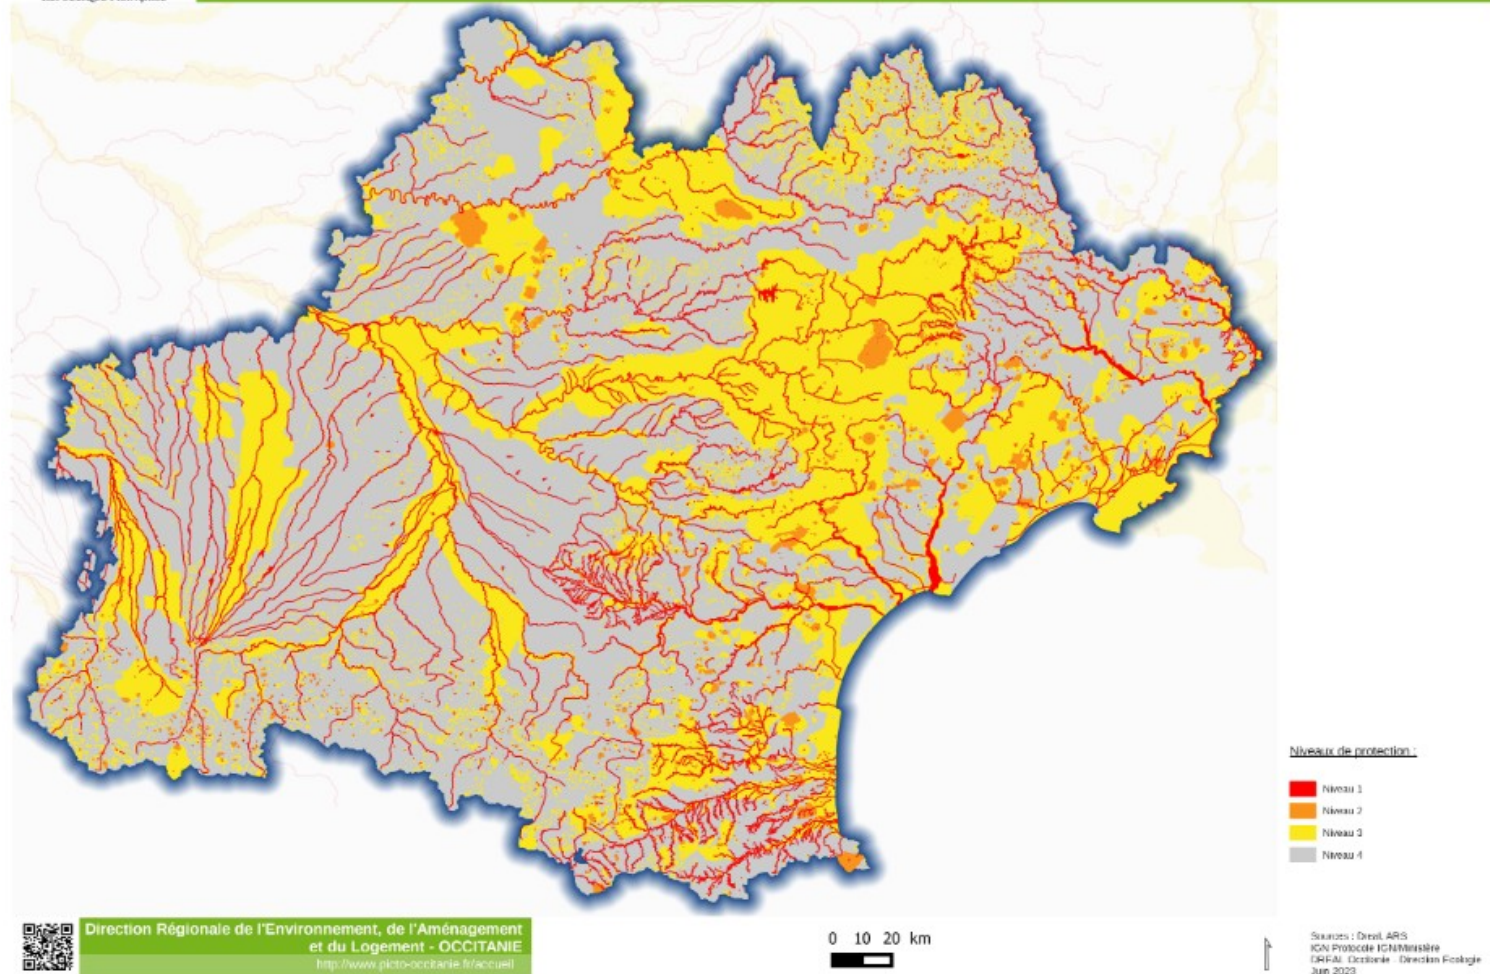 Niveaux de protection :
Niveau 1
Niveau 2
Niveau 3
Niveau 4
Direction Régionale de l'Environnement, de l'Aménagement
et du Logement - OCCITANIE
http://www.picto-occitanie.fr/accueil
0 10 20 km
Sources : Dreal, ARS
IGN Protocole IGN/Ministère
DREAL Occitanie - Direction Ecologie
Juin 2023